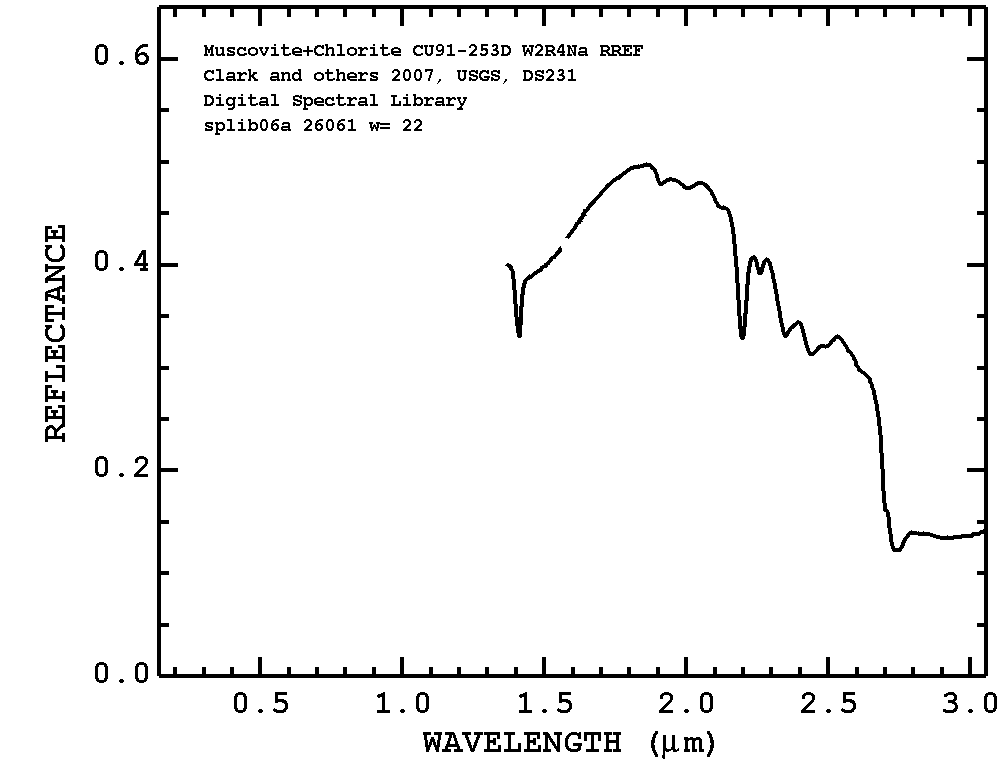 Muscovite+Chlorite CU91-253D W2R4Na RREF
Clark and others 2007, USGS, DS231
Digital Spectral Library
splib06a 26061 w= 22
0.6
0.4
0.2
0.0
REFLECTANCE
0.5 1.0 1.5 2.0 2.5 3.0
WAVELENGTH (μm)